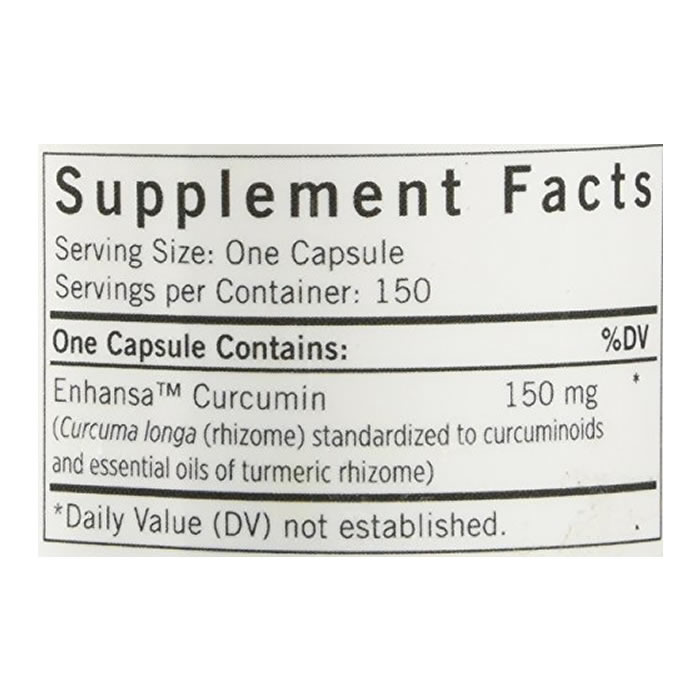 Supplement Facts
Serving Size: One Capsule
Servings per Container: 150
One Capsule Contains: %DV
Enhansa™ Curcumin 150 mg *
(Curcuma longa (rhizome) standardized to curcuminoids
and essential oils of turmeric rhizome)
*Daily Value (DV) not established.